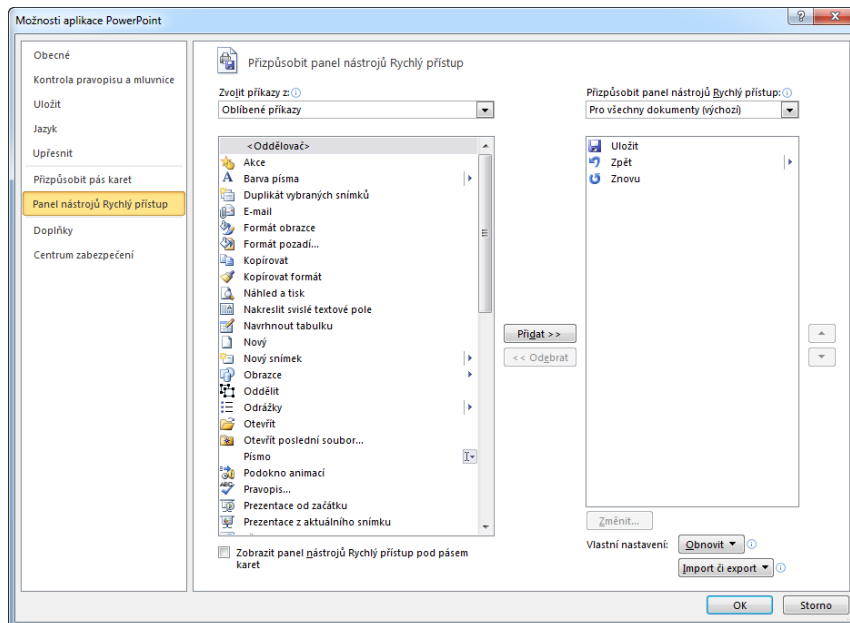 Možnosti aplikace PowerPoint
Obecné
Kontrola pravopisu a mluvnice
Uložit
Jazyk
Upřesnit
Přizpůsobit pás karet
Panel nástrojů Rychlý přístup
Doplňky
Centrum zabezpečení
Přizpůsobit panel nástrojů Rychlý přístup
Zvolit příkazy z:
Oblíbené příkazy
<Oddělovač>
Akce
Barva písma
Duplikát vybraných snímků
E-mail
Formát obrazce
Formát pozadí...
Kopírovat
Kopírovat formát
Náhled a tisk
Nakreslit svislé textové pole
Navrhnout tabulku
Nový
Nový snímek
Obrazce
Oddělit
Odrážky
Otevřít
Otevřít poslední soubor...
Písmo
Podokno animací
Pravopis...
Prezentace od začátku
Prezentace z aktuálního snímku
Zobrazit panel nástrojů Rychlý přístup pod pásem
karet
Přidat >>
<< Odebrat
Přizpůsobit panel nástrojů Rychlý přístup:
Pro všechny dokumenty (výchozí)
Uložit
Zpět
Znovu
Změnit...
Vlastní nastavení:
Obnovit
Import či export
OK
Storno